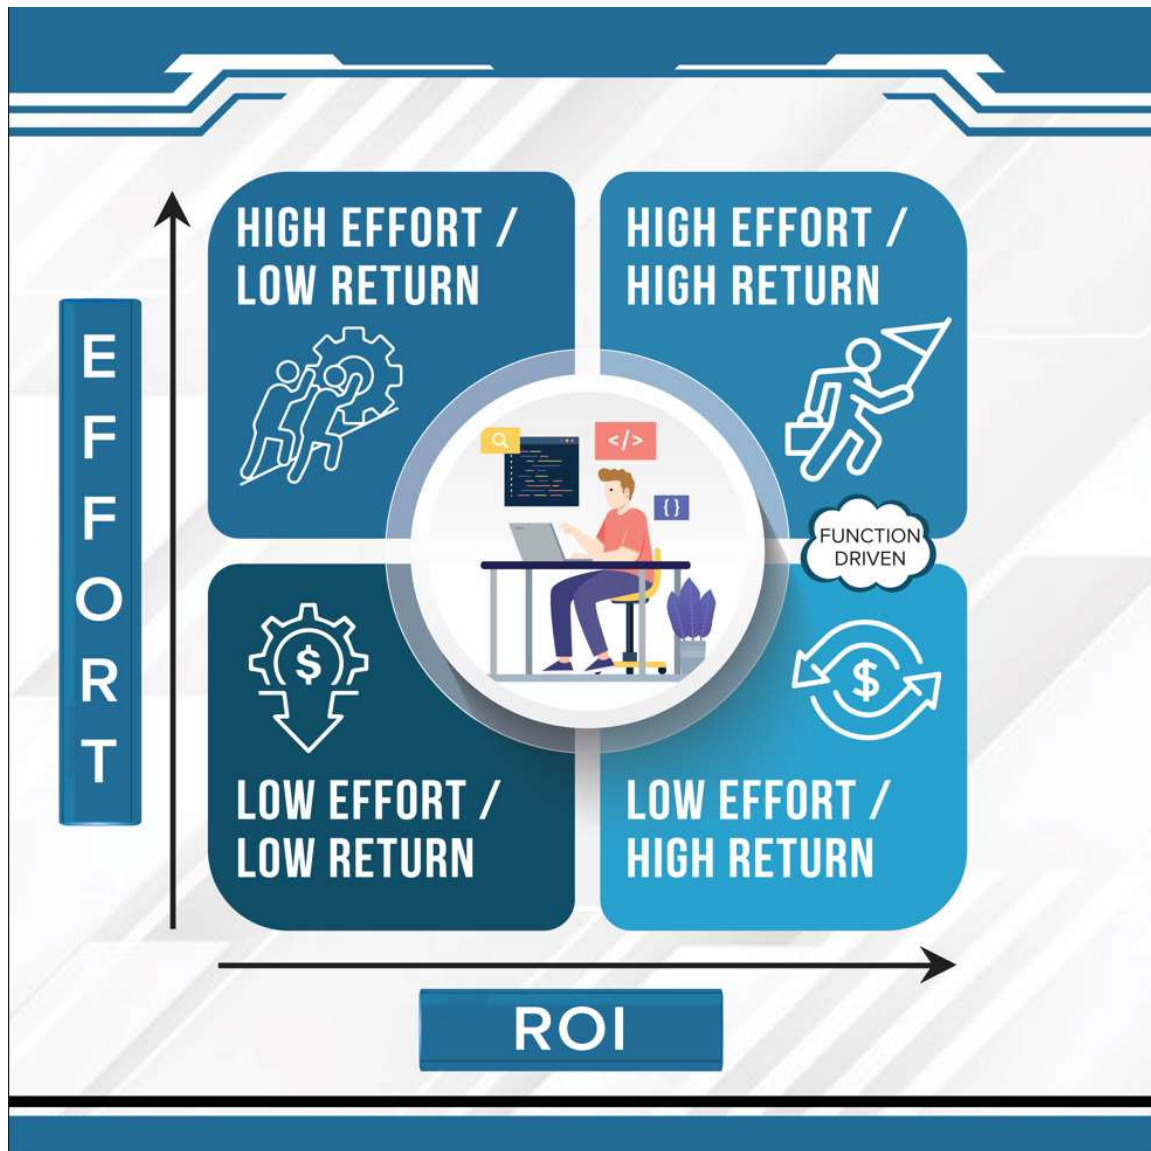 HIGH EFFORT /
LOW RETURN
HIGH EFFORT /
HIGH RETURN
EFFORT
</>
{}
FUNCTION
DRIVEN
$
$
LOW EFFORT /
LOW RETURN
LOW EFFORT /
HIGH RETURN
ROI